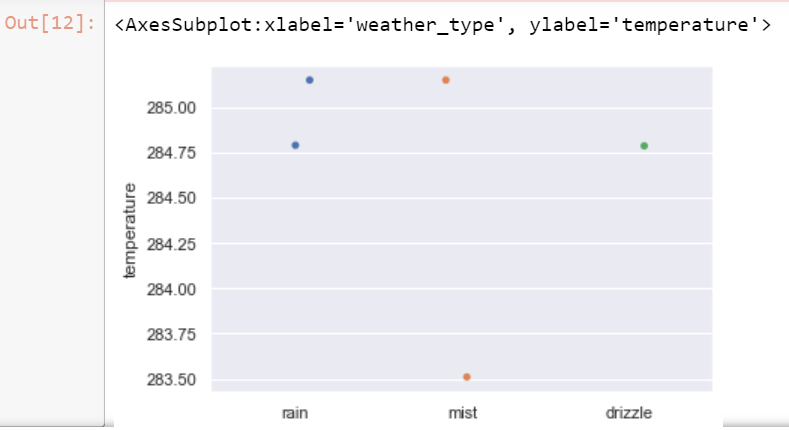 Out[12]: <AxesSubplot:xlabel='weather_type', ylabel='temperature'>
285.00
284.75
284.50
284.25
284.00
283.75
283.50
temperature
rain mist drizzle